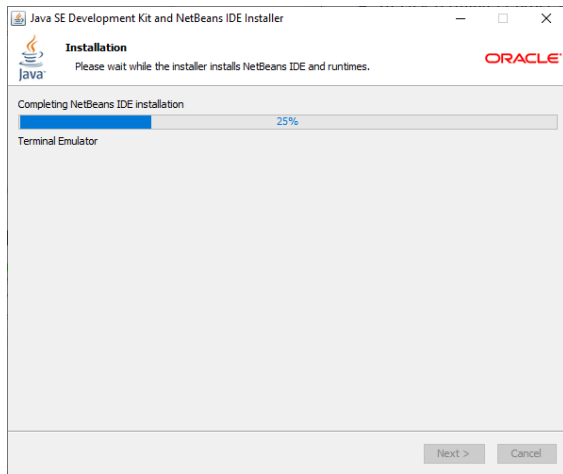 Java SE Development Kit and NetBeans IDE Installer
Java
Installation
Please wait while the installer installs NetBeans IDE and runtimes.
ORACLE
Completing NetBeans IDE installation
25%
Terminal Emulator
Next >
Cancel